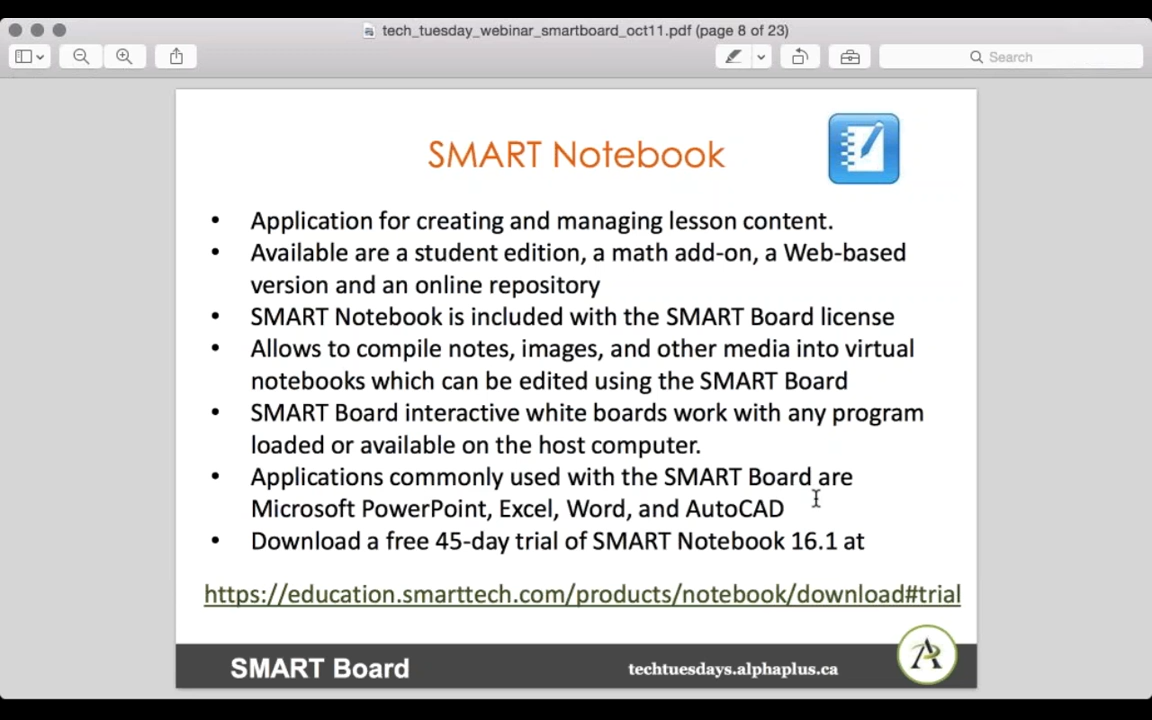 tech_tuesday_webinar_smartboard_oct11.pdf (page 8 of 23)
Search
SMART Notebook
• Application for creating and managing lesson content.
• Available are a student edition, a math add-on, a Web-based
version and an online repository
• SMART Notebook is included with the SMART Board license
• Allows to compile notes, images, and other media into virtual
notebooks which can be edited using the SMART Board
• SMART Board interactive white boards work with any program
loaded or available on the host computer.
• Applications commonly used with the SMART Board are
Microsoft PowerPoint, Excel, Word, and AutoCAD
• Download a free 45-day trial of SMART Notebook 16.1 at
https://education.smarttech.com/products/notebook/download#trial
SMART Board
techtuesdays.alphaplus.ca